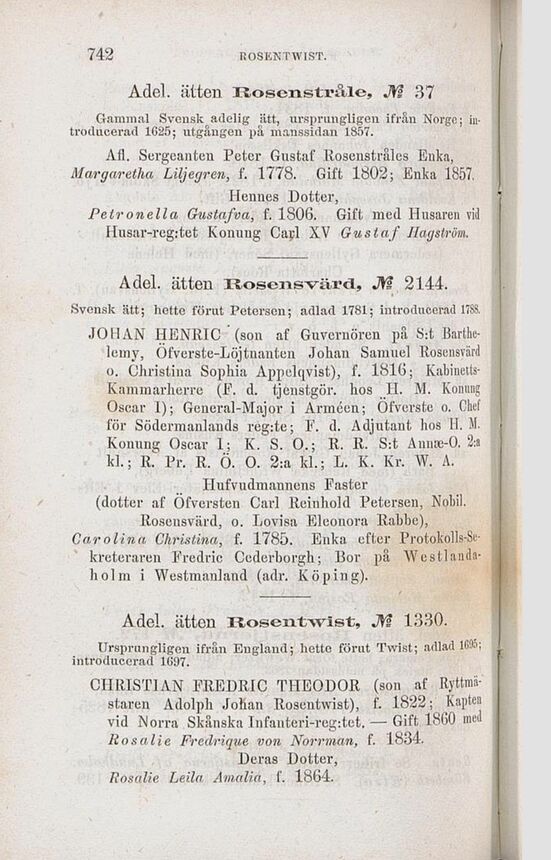 742
ROSENTWIST.
Adel. ätten Rosenstråle, № 37
Gammal Svensk adelig ätt, ursprungligen ifrån Norge; in-
troducerad 1625; utgången på manssidan 1857.
Afl. Sergeanten Peter Gustaf Rosenstråles Enka,
Margaretha Liljegren, f. 1778. Gift 1802; Enka 1857.
Hennes Dotter,
Petronella Gustafva, f. 1806. Gift med Husaren vid
Husar-reg:tet Konung Carl XV Gustaf Hagström.
Adel. ätten Rosensvärd, № 2144.
Svensk ätt; hette förut Petersen; adlad 1781; introducerad 1788.
JOHAN HENRIC (son af Guvernören på S:t Barthe-
lemy, Öfverste-Löjtnanten Johan Samuel Rosensvärd
o. Christina Sophia Appelqvist), f. 1816; Kabinetts-
Kammarherre (F. d. tjenstgör. hos H. M. Konung
Oscar I); General-Major i Arméen; Öfverste o. Chef
för Södermanlands reg:te; F. d. Adjutant hos H. M.
Konung Oscar I; K. S. O.; R. R. S:t Annæ-O. 2:a
kl.; R. Pr. R. Ö. O. 2:a kl.; L. K. Kr. W. A.
Hufvudmannens Faster
(dotter af Öfversten Carl Reinhold Petersen, Nobil.
Rosensvärd, o. Lovisa Eleonora Rabbe),
Carolina Christina, f. 1785. Enka efter Protokolls-Se-
kreteraren Fredric Cederborgh; Bor på Westlanda-
holm i Westmanland (adr. Köping).
Adel. ätten Rosentwist, № 1330.
Ursprungligen ifrån England; hette förut Twist; adlad 1695;
introducerad 1697.
CHRISTIAN FREDRIC THEODOR (son af Ryttmä-
staren Adolph Johan Rosentwist), f. 1822; Kapten
vid Norra Skånska Infanteri-reg:tet. — Gift 1860 med
Rosalie Fredrique von Norrman, f. 1834.
Deras Dotter,
Rosalie Leila Amalia, f. 1864.